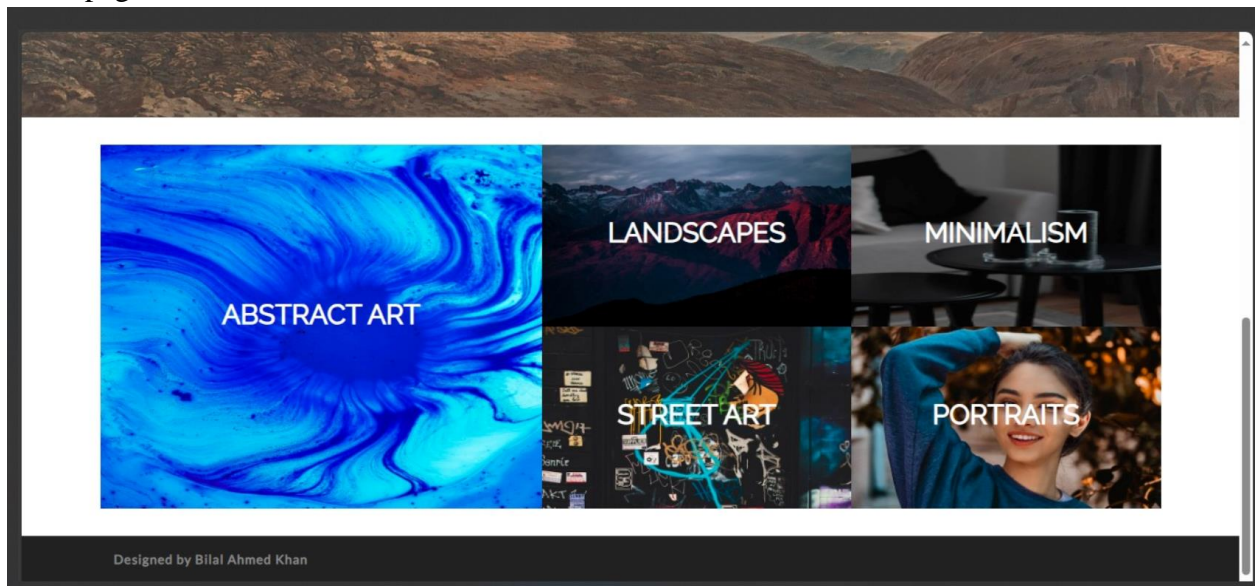 ABSTRACT ART
LANDSCAPES
MINIMALISM
STREET ART
PORTRAITS
Designed by Bilal Ahmed Khan